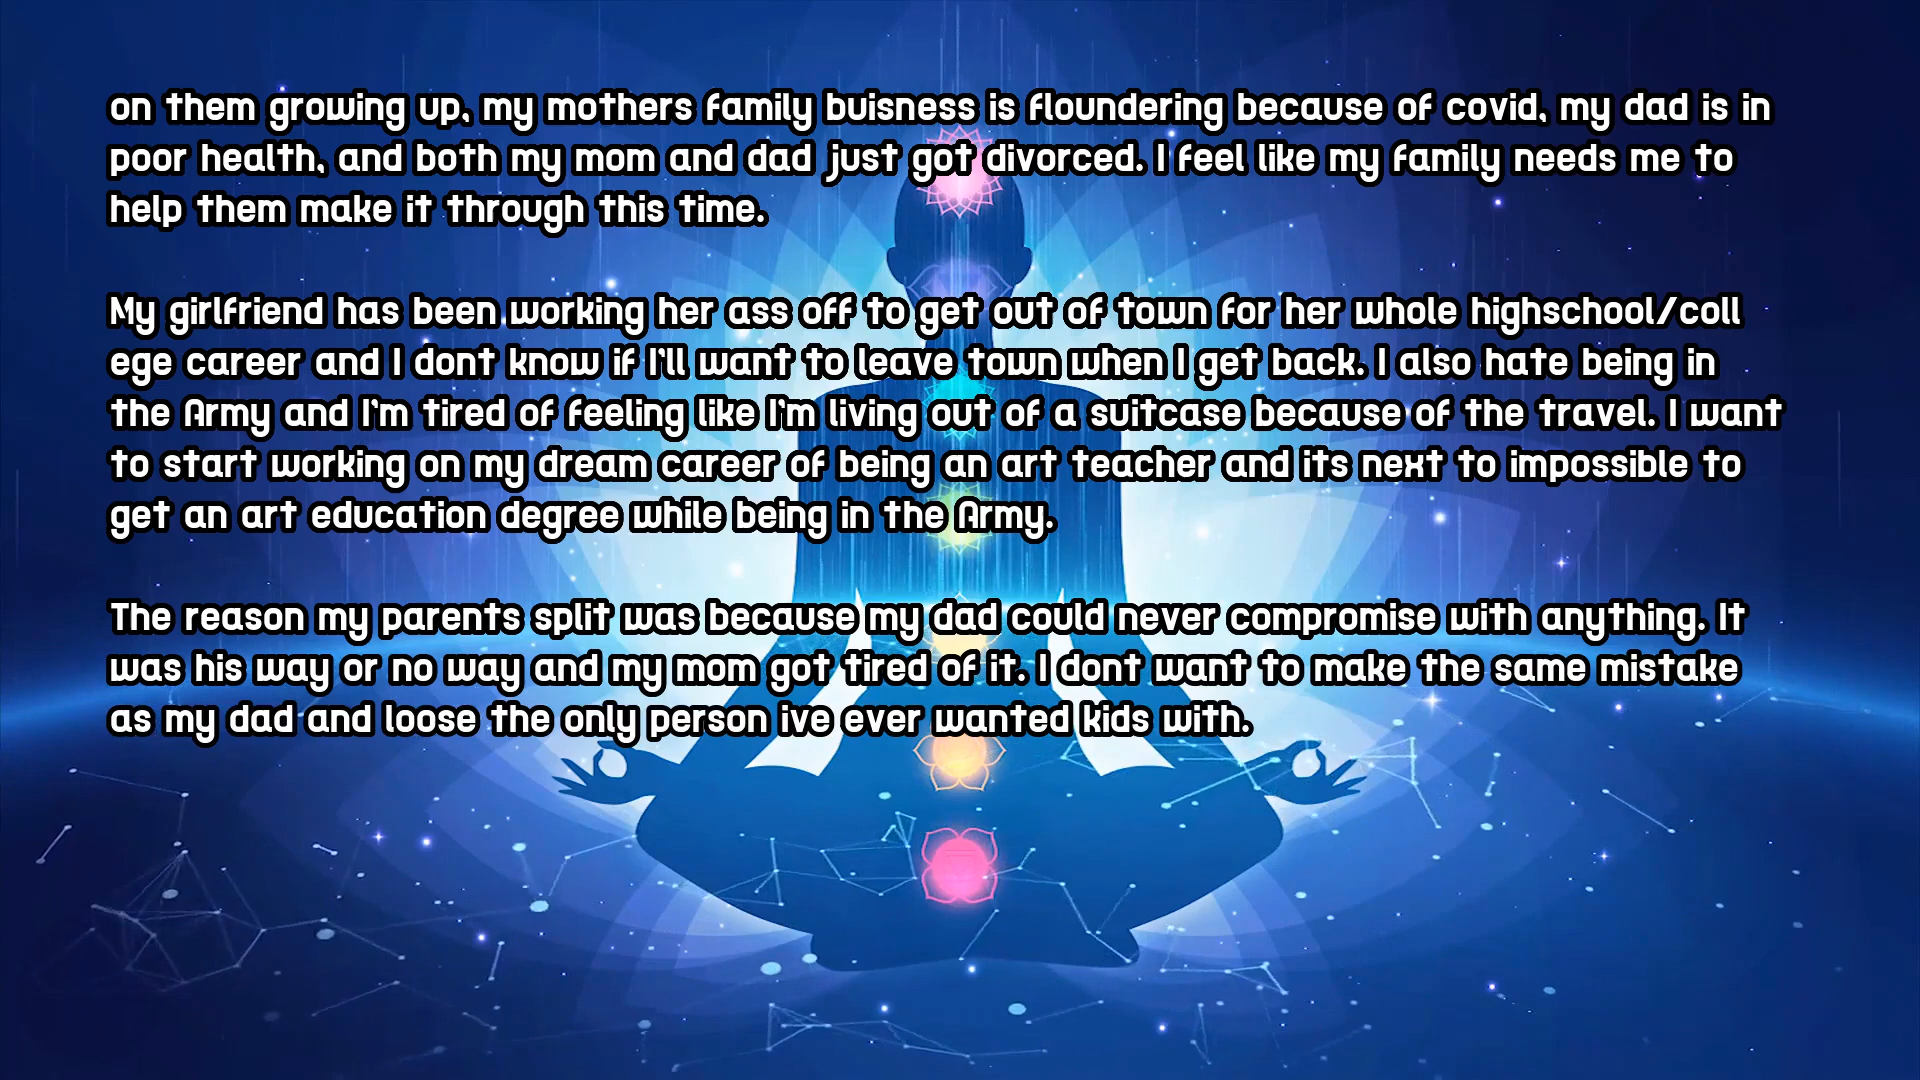 on them growing up, my mothers family buisness is floundering because of covid, my dad is in
poor health, and both my mom and dad just got divorced. I feel like my family needs me to
help them make it through this time.
My girlfriend has been working her ass off to get out of town for her whole highschool/coll
ege career and I dont know if I'll want to leave town when I get back. I also hate being in
the Army and I'm tired of feeling like I'm living out of a suitcase because of the travel. I want
to start working on my dream career of being an art teacher and its next to impossible to
get an art education degree while being in the Army.
The reason my parents split was because my dad could never compromise with anything. It
was his way or no way and my mom got tired of it. I dont want to make the same mistake
as my dad and loose the only person ive ever wanted kids with.